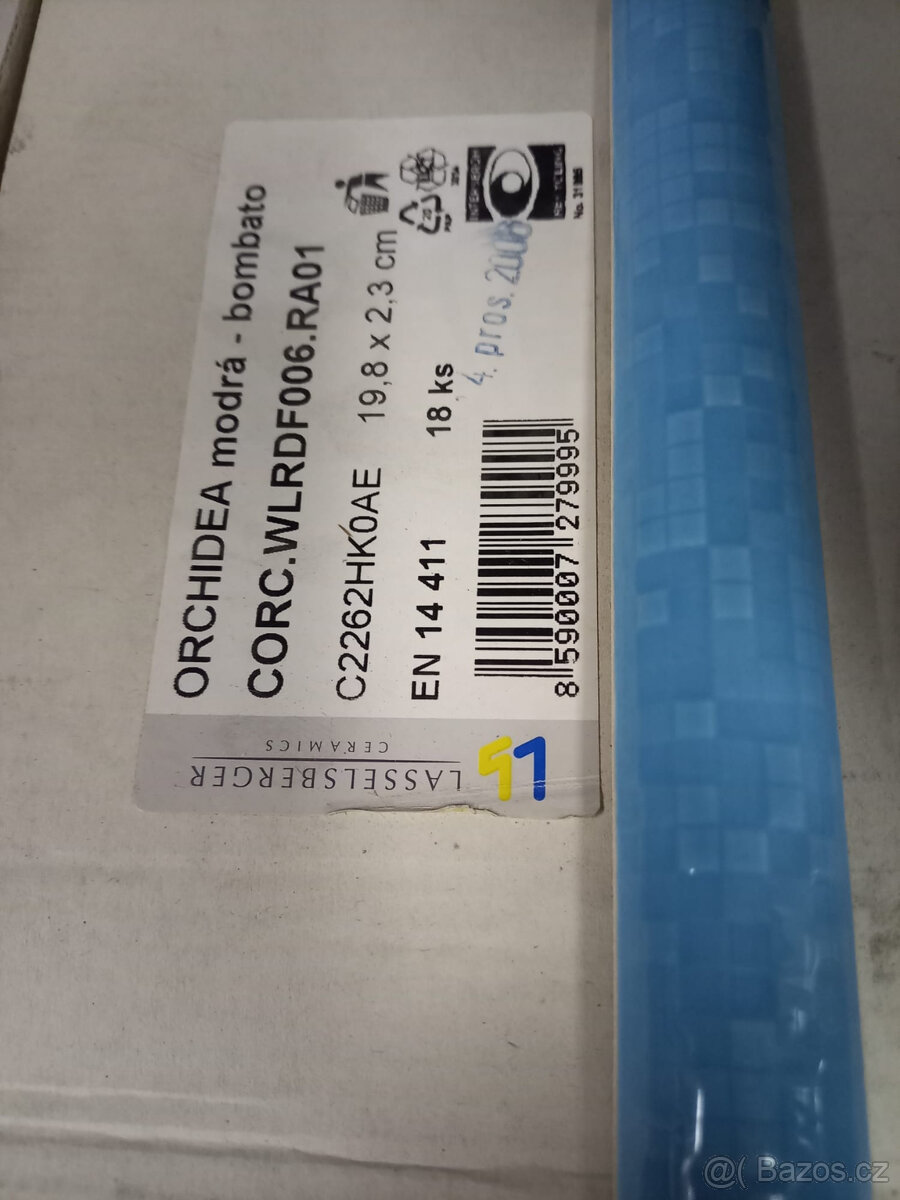 ORCHIDEA modrá - bombato
CORC.WLRDF006.RA01
C2262HK0AE 19,8 x 2,3 cm
EN 14 411 18 ks
4. pros. 2008
8 590007 279995
LASSELSBERGER
CERAMICS
@( Bazos.cz